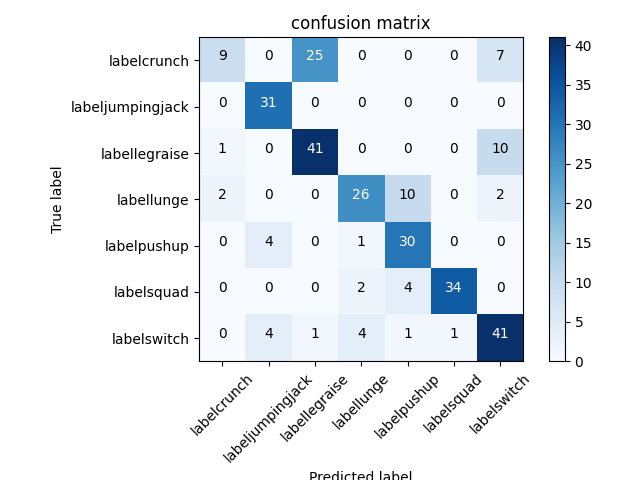 confusion matrix
labelcrunch 9 0 25 0 0 0 7
labeljumpingjack 0 31 0 0 0 0 0
labellegraise 1 0 41 0 0 0 10
labellunge 2 0 0 26 10 0 2
labelpushup 0 4 0 1 30 0 0
labelsquad 0 0 0 2 4 34 0
labelswitch 0 4 1 4 1 1 41
True label
labelcrunch labeljumpingjack labellegraise labellunge labelpushup labelsquad labelswitch
Predicted label
40
35
30
25
20
15
10
5
0